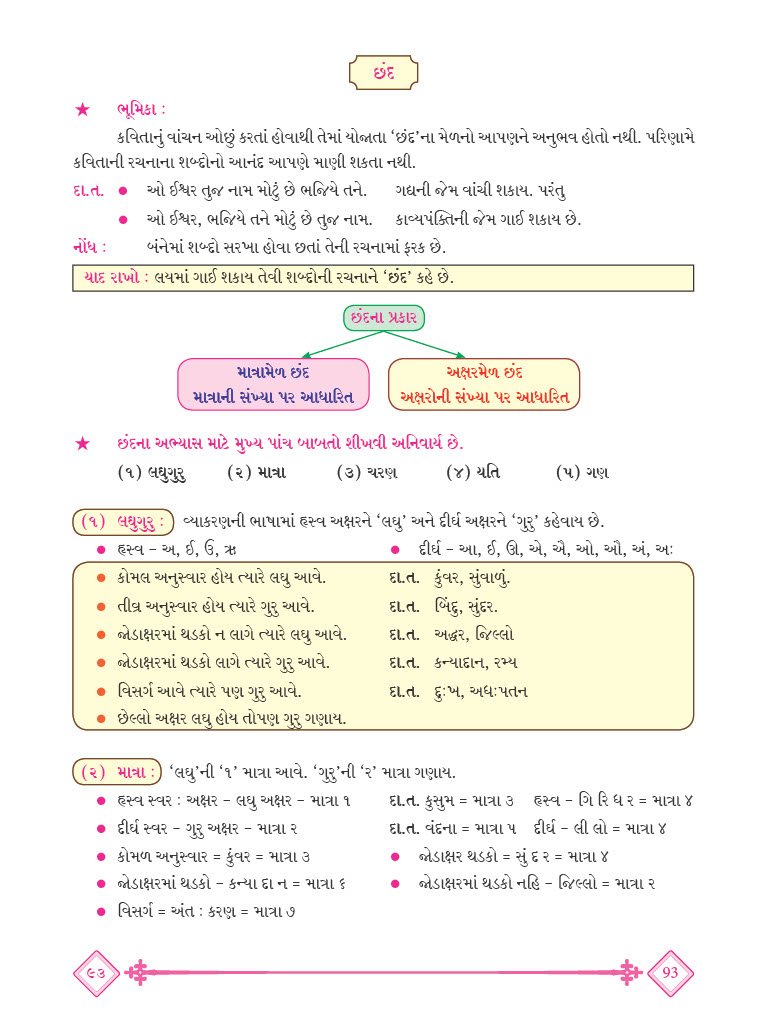 છંદ
★ ભૂમિકા :
કવિતાનું વાંચન ઓછું કરતાં હોવાથી તેમાં યોજાતા ‘છંદ’ના મેળનો આપણને અનુભવ હોતો નથી. પરિણામે
કવિતાની રચનાના શબ્દોનો આનંદ આપણે માણી શકતા નથી.
દા.ત. ● ઓ ઈશ્વર તુજ નામ મોટું છે ભજિયે તને. ગદ્યની જેમ વાંચી શકાય. પરંતુ
● ઓ ઈશ્વર, ભજિયે તને મોટું છે તુજ નામ. કાવ્યપંક્તિની જેમ ગાઈ શકાય છે.
નોંધ : બંનેમાં શબ્દો સરખા હોવા છતાં તેની રચનામાં ફરક છે.
યાદ રાખો : લયમાં ગાઈ શકાય તેવી શબ્દોની રચનાને ‘છંદ’ કહે છે.
છંદના પ્રકાર
માત્રામેળ છંદ
માત્રાની સંખ્યા પર આધારિત
અક્ષરમેળ છંદ
અક્ષરોની સંખ્યા પર આધારિત
★ છંદના અભ્યાસ માટે મુખ્ય પાંચ બાબતો શીખવી અનિવાર્ય છે.
(૧) લઘુગુરુ (૨) માત્રા (૩) ચરણ (૪) યતિ (૫) ગણ
(૧) લઘુગુરુ : વ્યાકરણની ભાષામાં હ્રસ્વ અક્ષરને ‘લઘુ’ અને દીર્ઘ અક્ષરને ‘ગુરુ’ કહેવાય છે.
● હ્રસ્વ – અ, ઈ, ઉ, ઋ ● દીર્ઘ – આ, ઈ, ઊ, એ, ઐ, ઓ, ઔ, અં, અઃ
● કોમલ અનુસ્વાર હોય ત્યારે લઘુ આવે. દા.ત. કુંવર, સુંવાળું.
● તીવ્ર અનુસ્વાર હોય ત્યારે ગુરુ આવે. દા.ત. બિંદુ, સુંદર.
● જોડાક્ષરમાં થડકો ન લાગે ત્યારે લઘુ આવે. દા.ત. અદ્ધર, જિલ્લો
● જોડાક્ષરમાં થડકો લાગે ત્યારે ગુરુ આવે. દા.ત. કન્યાદાન, રમ્ય
● વિસર્ગ આવે ત્યારે પણ ગુરુ આવે. દા.ત. દુઃખ, અધઃપતન
● છેલ્લો અક્ષર લઘુ હોય તોપણ ગુરુ ગણાય.
(૨) માત્રા : ‘લઘુ’ની ‘૧’ માત્રા આવે. ‘ગુરુ’ની ‘૨’ માત્રા ગણાય.
● હ્રસ્વ સ્વર : અક્ષર – લઘુ અક્ષર – માત્રા ૧ દા.ત. કુસુમ = માત્રા ૩ હ્રસ્વ – ગિ રિ ધ ર = માત્રા ૪
● દીર્ઘ સ્વર – ગુરુ અક્ષર – માત્રા ૨ દા.ત. વંદના = માત્રા ૫ દીર્ઘ – લી લો = માત્રા ૪
● કોમળ અનુસ્વાર = કુંવર = માત્રા ૩ ● જોડાક્ષર થડકો = સું દ ર = માત્રા ૪
● જોડાક્ષરમાં થડકો – કન્યા દા ન = માત્રા ૬ ● જોડાક્ષરમાં થડકો નહિ – જિલ્લો = માત્રા ૨
● વિસર્ગ = અંત : કરણ = માત્રા ૭
૯૩ 93